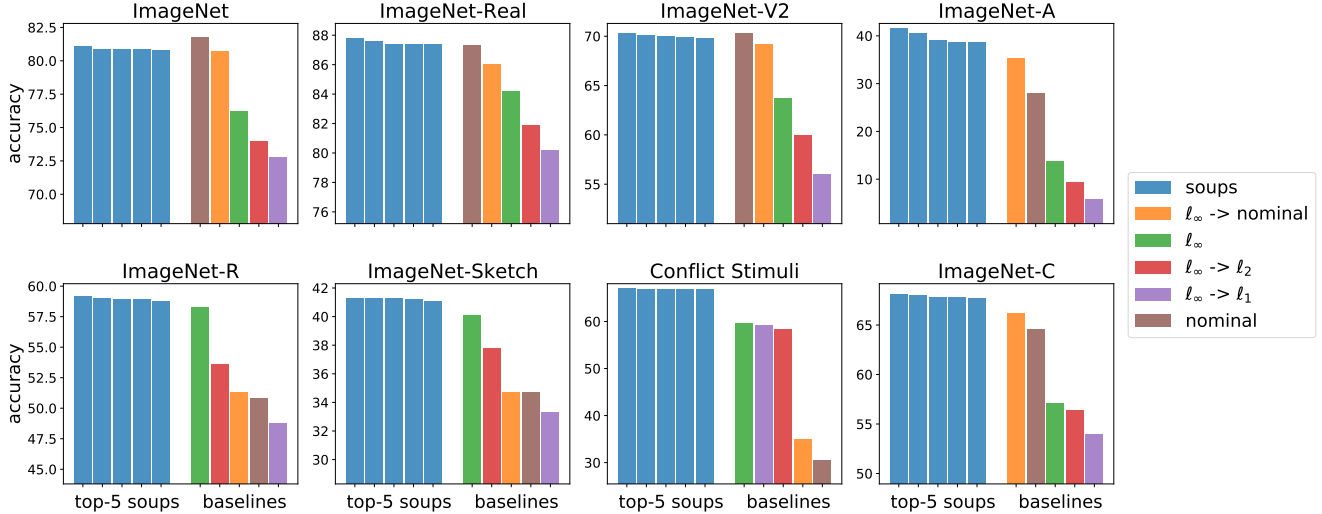 ImageNet
ImageNet-Real
ImageNet-V2
ImageNet-A
accuracy
82.5
80.0
77.5
75.0
72.5
70.0
88
86
84
82
80
78
76
70
65
60
55
40
30
20
10
soups
ℓ∞ -> nominal
ℓ∞
ℓ∞ -> ℓ2
ℓ∞ -> ℓ1
nominal
ImageNet-R
ImageNet-Sketch
Conflict Stimuli
ImageNet-C
accuracy
60.0
57.5
55.0
52.5
50.0
47.5
45.0
42
40
38
36
34
32
30
60
50
40
30
65
60
55
50
top-5 soups
baselines
top-5 soups
baselines
top-5 soups
baselines
top-5 soups
baselines